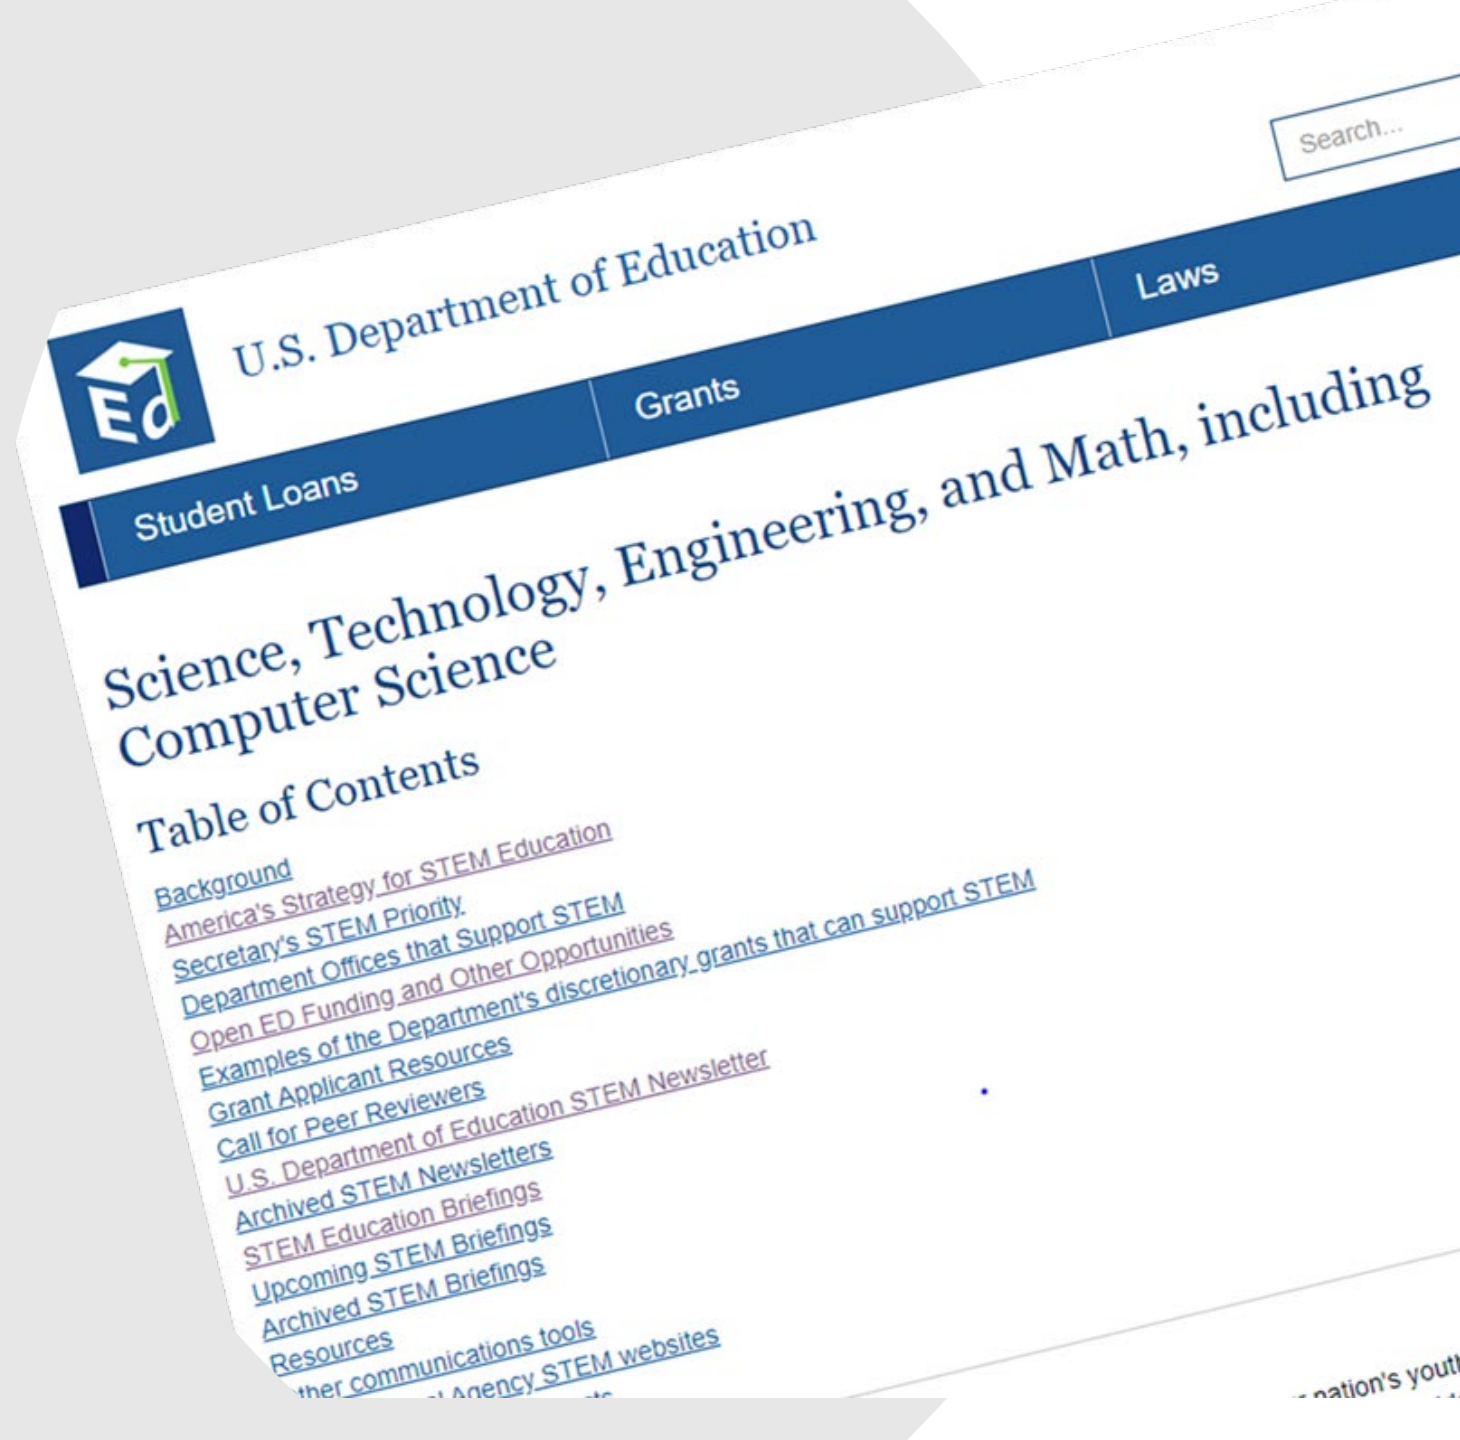 Search...
Ed
U.S. Department of Education
Student Loans
Grants
Laws
Science, Technology, Engineering, and Math, including
Computer Science
Table of Contents
Background
America's Strategy for STEM Education
Secretary's STEM Priority
Department Offices that Support STEM
Open ED Funding and Other Opportunities
Examples of the Department's discretionary grants that can support STEM
Grant Applicant Resources
Call for Peer Reviewers
U.S. Department of Education STEM Newsletter
Archived STEM Newsletters
STEM Education Briefings
Upcoming STEM Briefings
Archived STEM Briefings
Resources
communications tools
Agency STEM websites
nation's youth